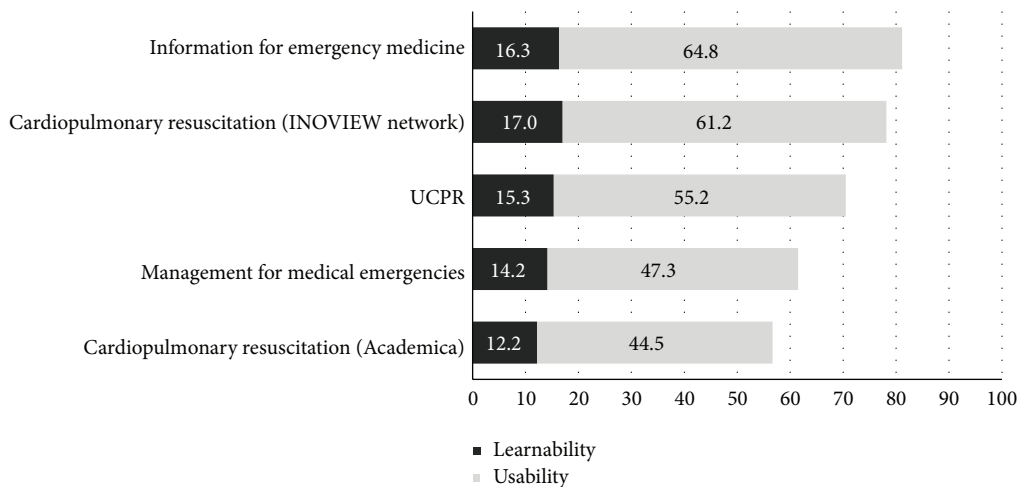 Information for emergency medicine
16.3
64.8
Cardiopulmonary resuscitation (INOVIEW network)
17.0
61.2
UCPR
15.3
55.2
Management for medical emergencies
14.2
47.3
Cardiopulmonary resuscitation (Academica)
12.2
44.5
0 10 20 30 40 50 60 70 80 90 100
Learnability
Usability